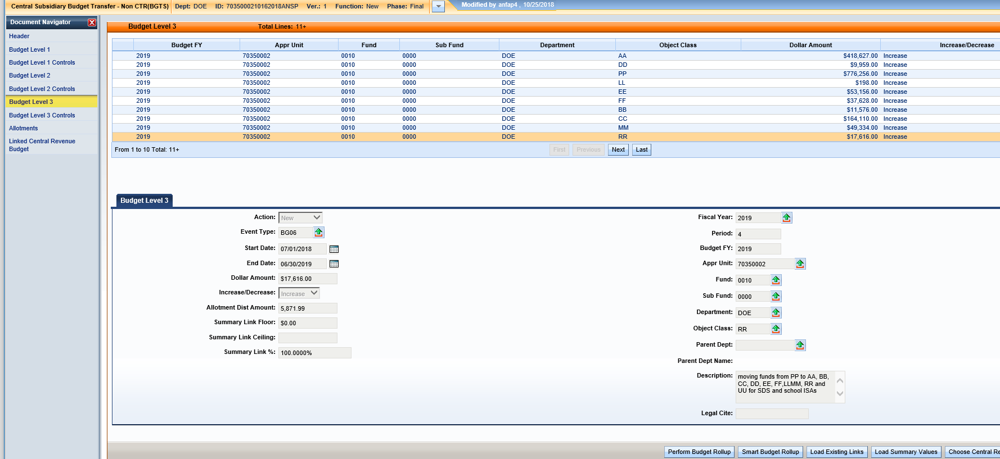 Central Subsidiary Budget Transfer - Non CTR(BGTS) Dept: DOE ID: 7035000210162018ANSP Ver.: 1 Function: New Phase: Final Modified by anfap4 , 10/25/2018
Document Navigator
Header
Budget Level 1
Budget Level 1 Controls
Budget Level 2
Budget Level 2 Controls
Budget Level 3
Budget Level 3 Controls
Allotments
Linked Central Revenue
Budget
Budget Level 3 Total Lines: 11+
Budget FY Appr Unit Fund Sub Fund Department Object Class Dollar Amount Increase/Decrease
2019 70350002 0010 0000 DOE AA $418,627.00 Increase
2019 70350002 0010 0000 DOE DD $9,959.00 Increase
2019 70350002 0010 0000 DOE PP $776,256.00 Increase
2019 70350002 0010 0000 DOE LL $198.00 Increase
2019 70350002 0010 0000 DOE EE $53,156.00 Increase
2019 70350002 0010 0000 DOE FF $37,628.00 Increase
2019 70350002 0010 0000 DOE BB $11,576.00 Increase
2019 70350002 0010 0000 DOE CC $164,110.00 Increase
2019 70350002 0010 0000 DOE MM $49,334.00 Increase
2019 70350002 0010 0000 DOE RR $17,616.00 Increase
From 1 to 10 Total: 11+ First Previous Next Last
Budget Level 3
Action: New
Event Type: BG06
Start Date: 07/01/2018
End Date: 06/30/2019
Dollar Amount: $17,616.00
Increase/Decrease: Increase
Allotment Dist Amount: 5,871.99
Summary Link Floor: $0.00
Summary Link Ceiling:
Summary Link %: 100.0000%
Fiscal Year: 2019
Period: 4
Budget FY: 2019
Appr Unit: 70350002
Fund: 0010
Sub Fund: 0000
Department: DOE
Object Class: RR
Parent Dept:
Parent Dept Name:
Description: moving funds from PP to AA, BB,
CC, DD, EE, FF,LLMM, RR and
UU for SDS and school ISAs
Legal Cite:
Perform Budget Rollup Smart Budget Rollup Load Existing Links Load Summary Values Choose Central Re